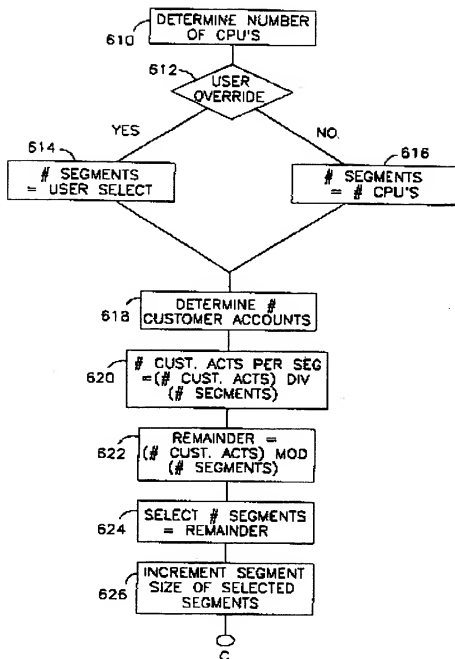 610
DETERMINE NUMBER
OF CPU'S
612
USER
OVERRIDE
YES
NO.
614
# SEGMENTS
= USER SELECT
616
# SEGMENTS
= # CPU'S
618
DETERMINE #
CUSTOMER ACCOUNTS
620
# CUST. ACTS PER SEG
=(# CUST. ACTS) DIV
(# SEGMENTS)
622
REMAINDER =
(# CUST. ACTS) MOD
(# SEGMENTS)
624
SELECT # SEGMENTS
= REMAINDER
626
INCREMENT SEGMENT
SIZE OF SELECTED
SEGMENTS